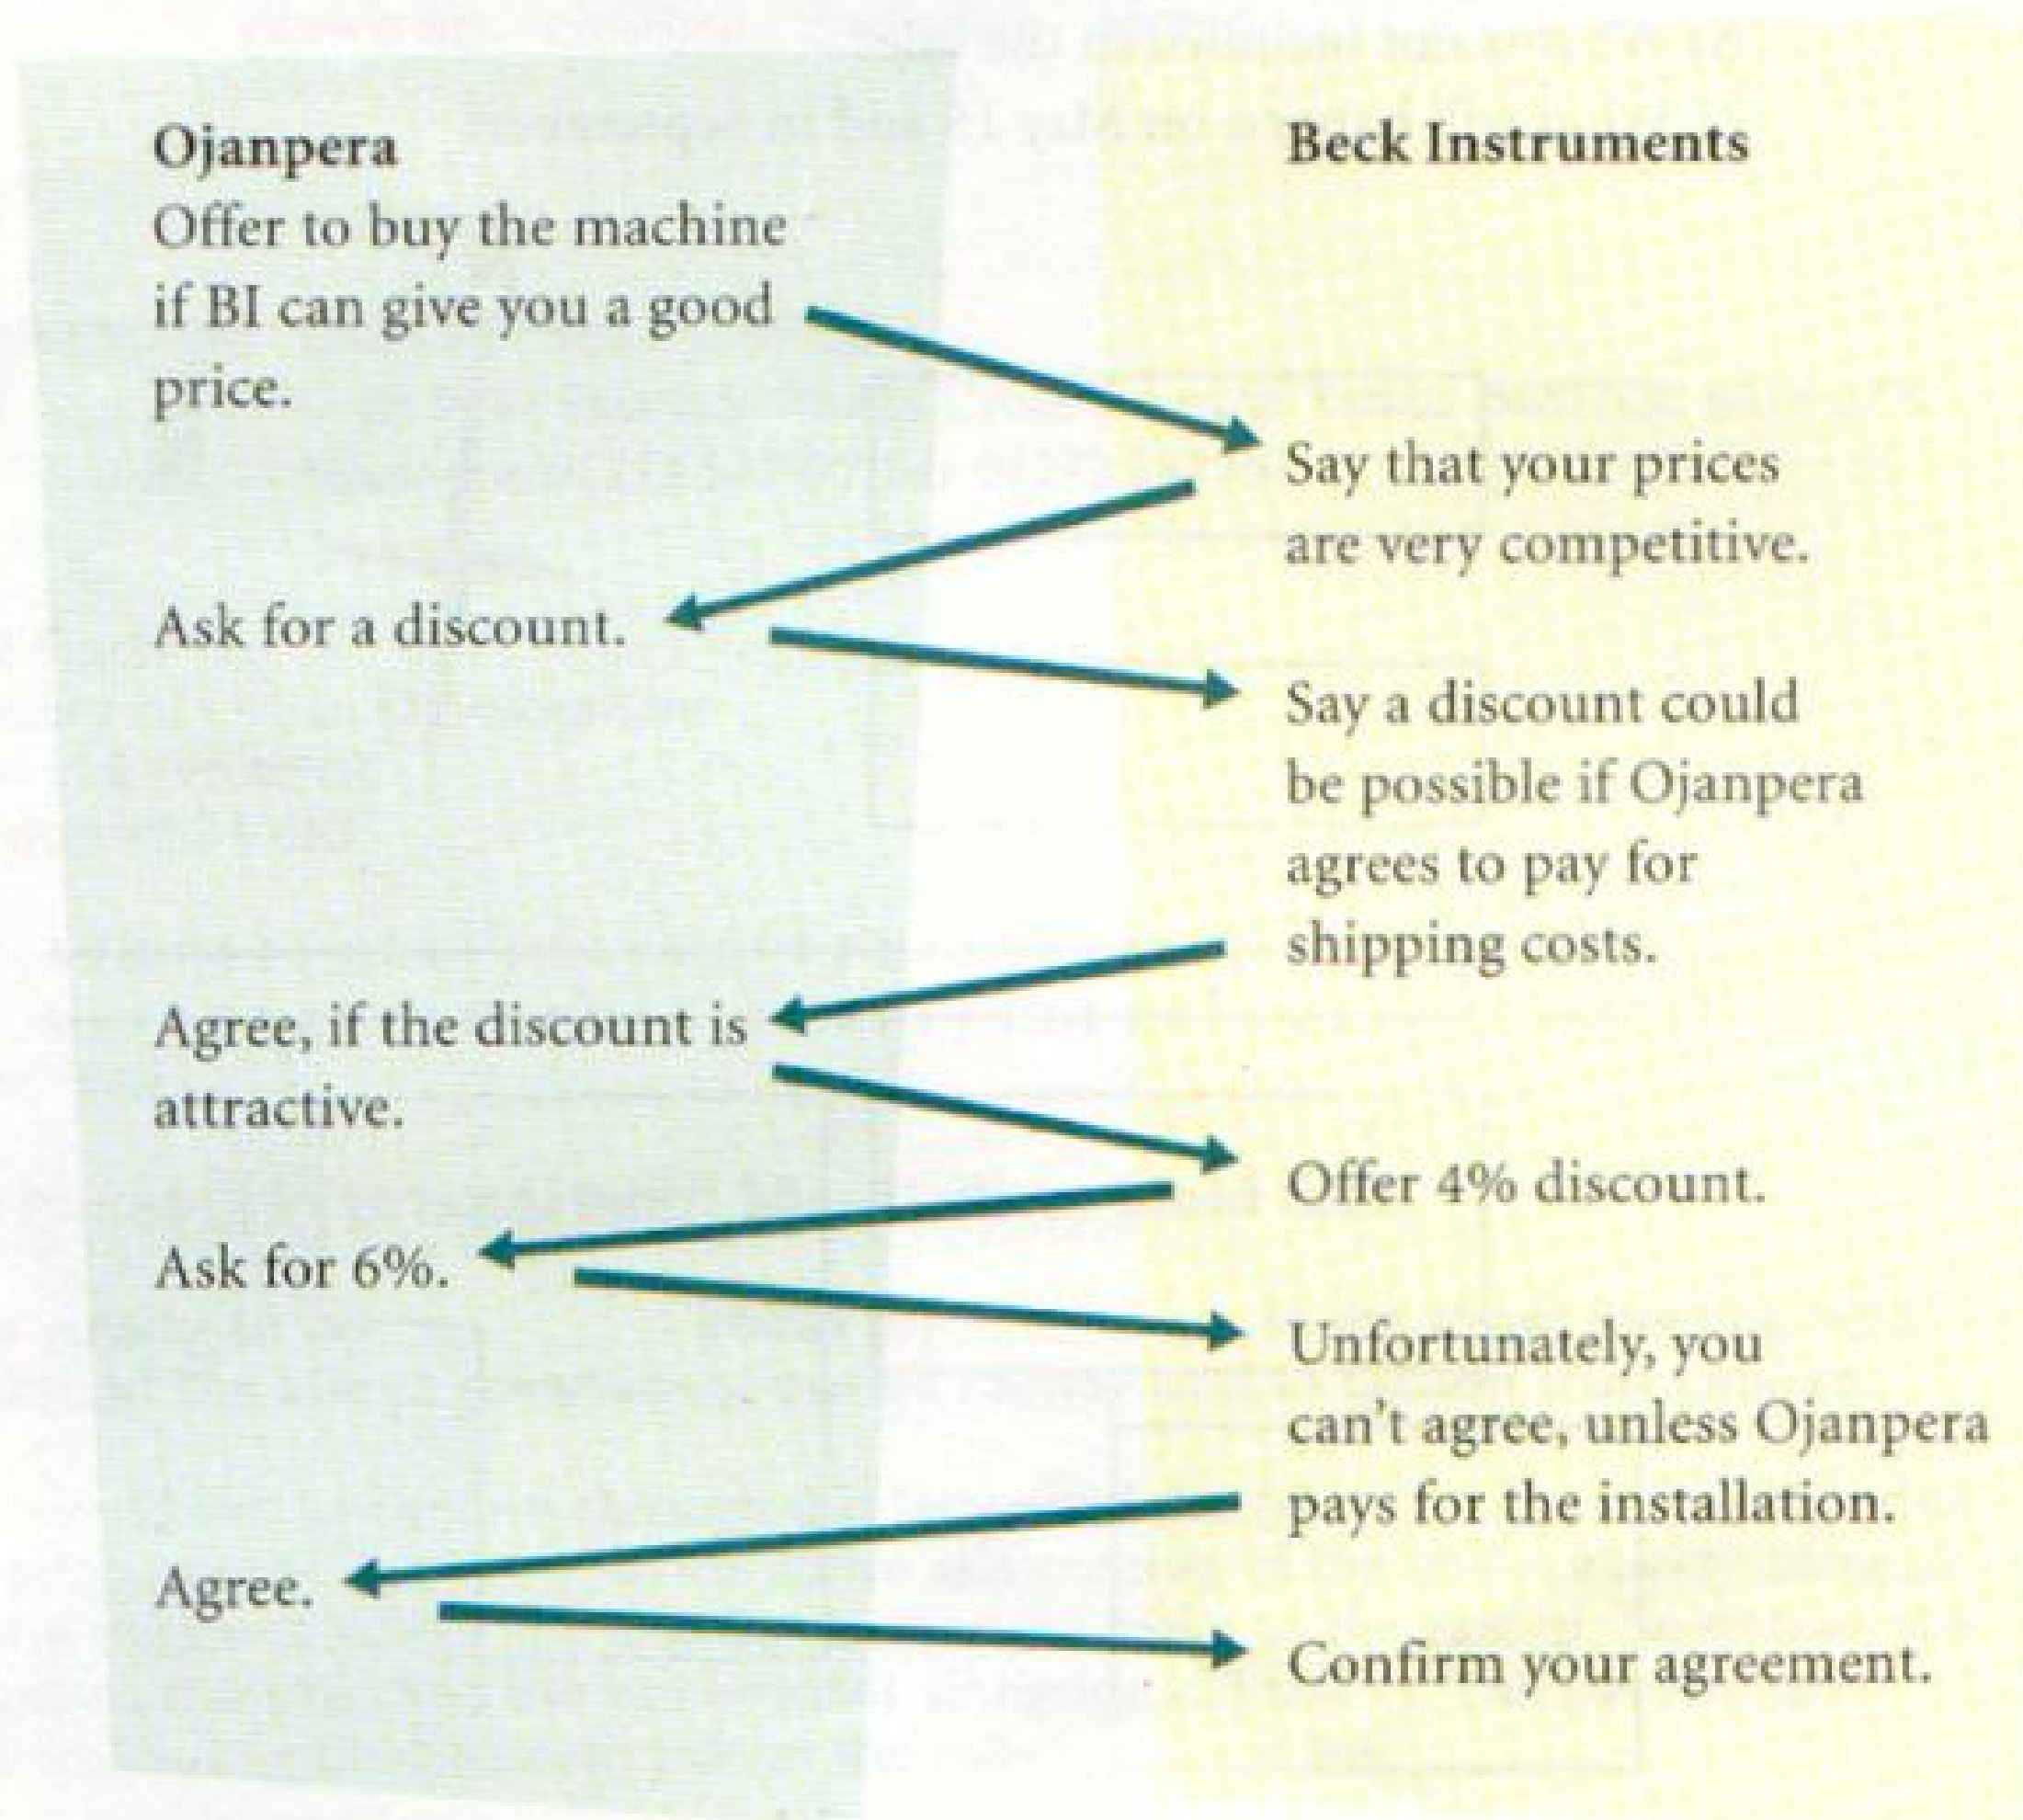 Ojanpera
Offer to buy the machine
if BI can give you a good
price.
Beck Instruments
Say that your prices
are very competitive.
Ask for a discount.
Say a discount could
be possible if Ojanpera
agrees to pay for
shipping costs.
Agree, if the discount is
attractive.
Offer 4% discount.
Ask for 6%.
Unfortunately, you
can't agree, unless Ojanpera
pays for the installation.
Agree.
Confirm your agreement.